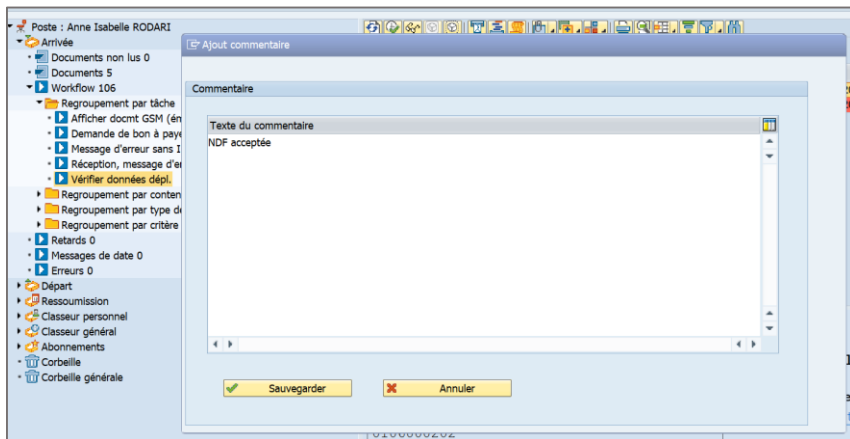 Poste : Anne Isabelle RODARI
Arrivée
Documents non lus 0
Documents 5
Workflow 106
Regroupement par tâche
Afficher docmt GSM (én
Demande de bon à paye
Message d'erreur sans I
Réception, message d'er
Vérifier données dépl.
Regroupement par conten
Regroupement par type de
Regroupement par critère
Retards 0
Messages de date 0
Erreurs 0
Départ
Ressoumission
Classeur personnel
Classeur général
Abonnements
Corbeille
Corbeille générale
Ajout commentaire
Commentaire
Texte du commentaire
NDF acceptée
Sauvegarder
Annuler